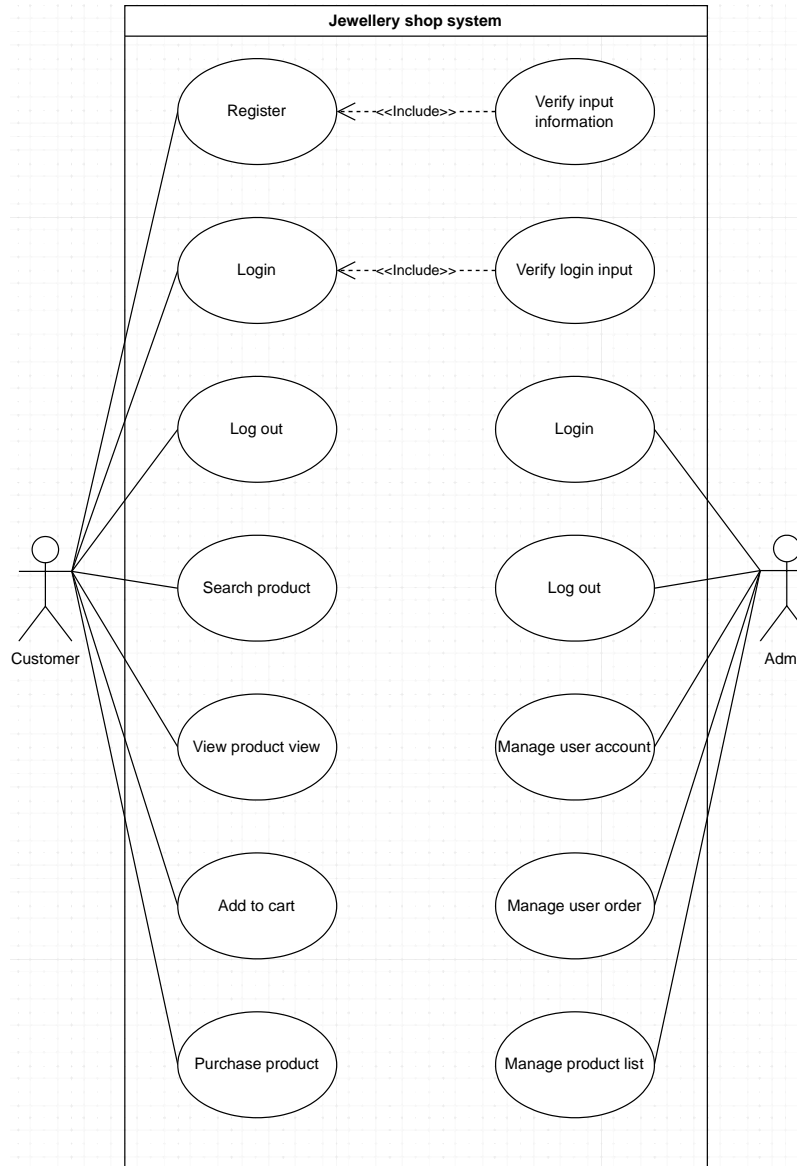 Jewellery shop system
Register
<<Include>>
Verify input
information
Login
<<Include>>
Verify login input
Log out
Login
Search product
Log out
Customer
Adm
View product view
Manage user account
Add to cart
Manage user order
Purchase product
Manage product list